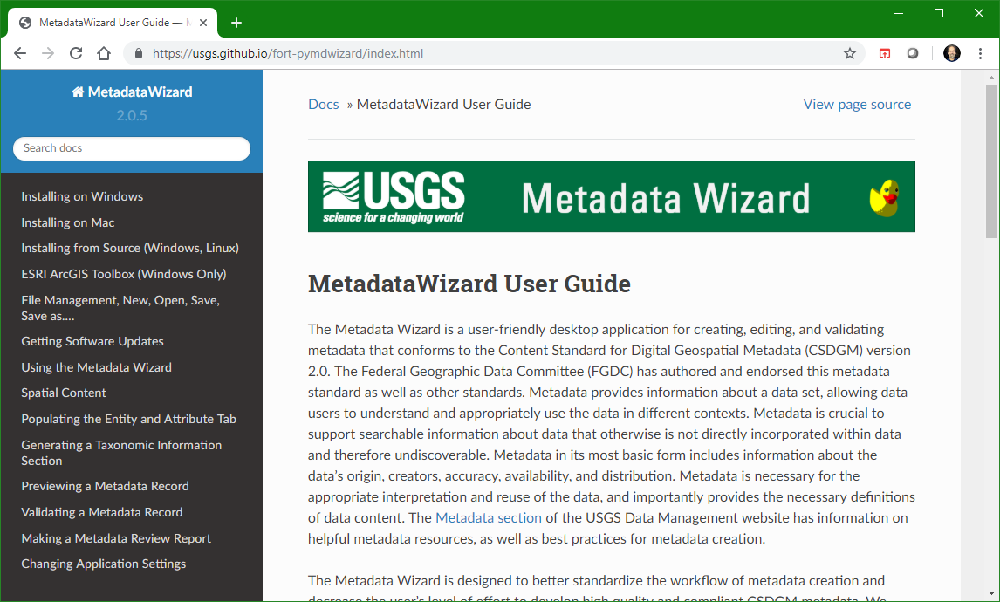 MetadataWizard User Guide —
https://usgs.github.io/fort-pymdwizard/index.html
MetadataWizard
2.0.5
Search docs
Installing on Windows
Installing on Mac
Installing from Source (Windows, Linux)
ESRI ArcGIS Toolbox (Windows Only)
File Management, New, Open, Save,
Save as....
Getting Software Updates
Using the Metadata Wizard
Spatial Content
Populating the Entity and Attribute Tab
Generating a Taxonomic Information
Section
Previewing a Metadata Record
Validating a Metadata Record
Making a Metadata Review Report
Changing Application Settings
Docs » MetadataWizard User Guide
View page source
USGS
science for a changing world
Metadata Wizard
MetadataWizard User Guide
The Metadata Wizard is a user-friendly desktop application for creating, editing, and validating
metadata that conforms to the Content Standard for Digital Geospatial Metadata (CSDGM) version
2.0. The Federal Geographic Data Committee (FGDC) has authored and endorsed this metadata
standard as well as other standards. Metadata provides information about a data set, allowing data
users to understand and appropriately use the data in different contexts. Metadata is crucial to
support searchable information about data that otherwise is not directly incorporated within data
and therefore undiscoverable. Metadata in its most basic form includes information about the
data's origin, creators, accuracy, availability, and distribution. Metadata is necessary for the
appropriate interpretation and reuse of the data, and importantly provides the necessary definitions
of data content. The Metadata section of the USGS Data Management website has information on
helpful metadata resources, as well as best practices for metadata creation.
The Metadata Wizard is designed to better standardize the workflow of metadata creation and
decrease the user's level of effort to develop high quality and compliant CSDGM metadata. We